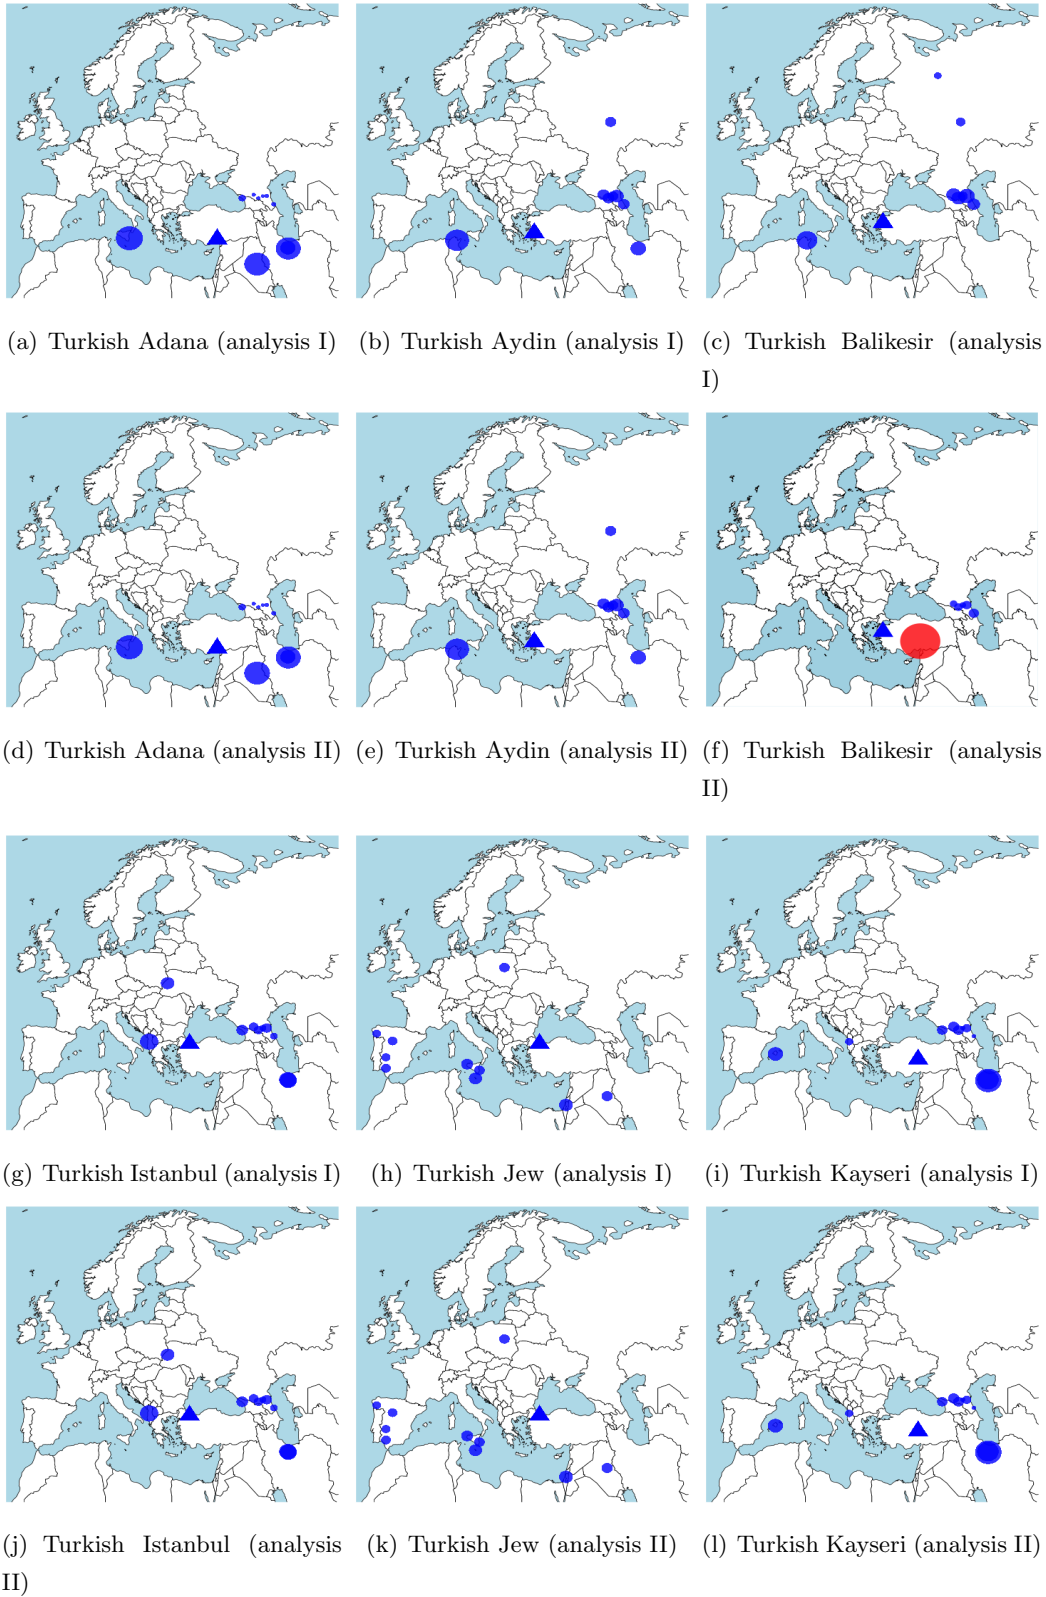 (a) Turkish Adana (analysis I)
(b) Turkish Aydin (analysis I)
(c) Turkish Balikesir (analysis
I)
(d) Turkish Adana (analysis II)
(e) Turkish Aydin (analysis II)
(f) Turkish Balikesir (analysis
II)
(g) Turkish Istanbul (analysis I)
(h) Turkish Jew (analysis I)
(i) Turkish Kayseri (analysis I)
(j) Turkish Istanbul (analysis
II)
(k) Turkish Jew (analysis II)
(l) Turkish Kayseri (analysis II)